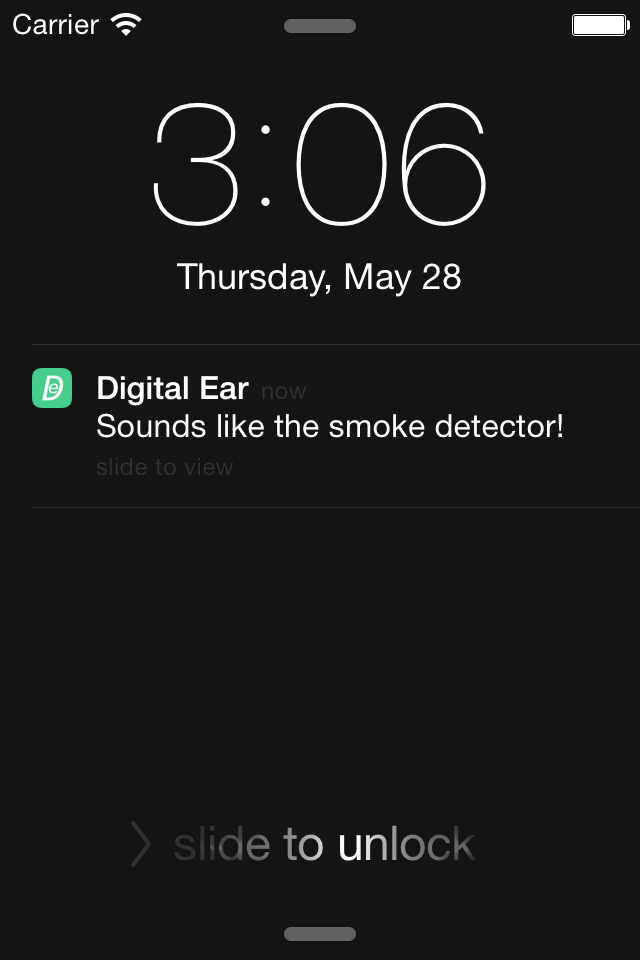 Carrier
3:06
Thursday, May 28
De
Digital Ear now
Sounds like the smoke detector!
slide to view
slide to unlock